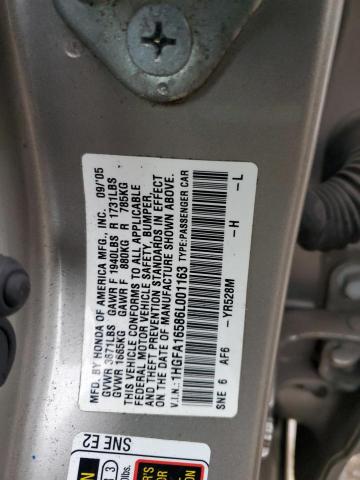 MFD. BY HONDA OF AMERICA MFG., INC. 09/'05
GVWR 3671LBS GAWR F 1940LBS R 1731LBS
GVWR 1665KG GAWR F 880KG R 785KG
THIS VEHICLE CONFORMS TO ALL APPLICABLE
FEDERAL MOTOR VEHICLE SAFETY, BUMPER,
AND THEFT PREVENTION STANDARDS IN EFFECT
ON THE DATE OF MANUFACTURE SHOWN ABOVE.
V.I.N.: 1HGFA16586L001163 TYPE:PASSENGER CAR
SNE 6 AF6 – YR528M – H – L
SNE E2